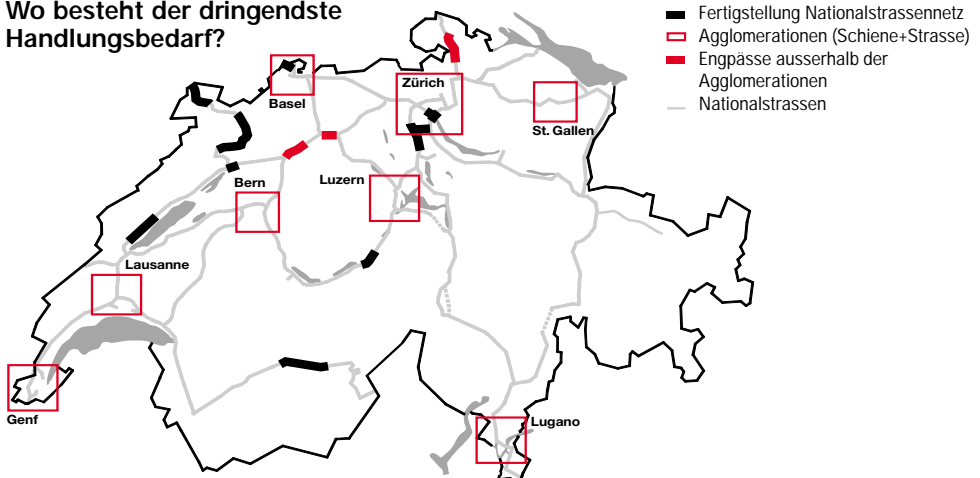 Wo besteht der dringendste
Handlungsbedarf?
Fertigstellung Nationalstrassennetz
Agglomerationen (Schiene+Strasse)
Engpässe ausserhalb der
Agglomerationen
Nationalstrassen
Basel
Zürich
St. Gallen
Bern
Luzern
Lausanne
Genf
Lugano